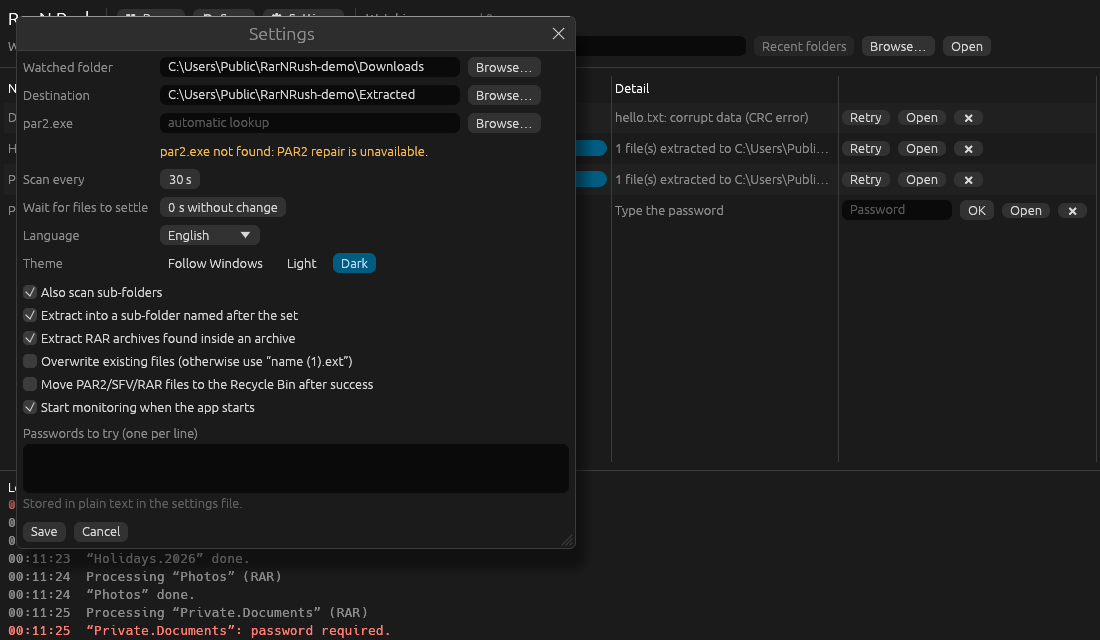 Settings
Recent folders Browse… Open
Watched folder C:\Users\Public\RarNRush-demo\Downloads Browse…
Destination C:\Users\Public\RarNRush-demo\Extracted Browse…
par2.exe automatic lookup Browse…
par2.exe not found: PAR2 repair is unavailable.
Scan every 30 s
Wait for files to settle 0 s without change
Language English
Theme Follow Windows Light Dark
Also scan sub-folders
Extract into a sub-folder named after the set
Extract RAR archives found inside an archive
Overwrite existing files (otherwise use “name (1).ext”)
Move PAR2/SFV/RAR files to the Recycle Bin after success
Start monitoring when the app starts
Passwords to try (one per line)
Stored in plain text in the settings file.
Save Cancel
Detail
hello.txt: corrupt data (CRC error) Retry Open ×
1 file(s) extracted to C:\Users\Publi… Retry Open ×
1 file(s) extracted to C:\Users\Publi… Retry Open ×
Type the password Password OK Open ×
00:11:23 “Holidays.2026” done.
00:11:24 Processing “Photos” (RAR)
00:11:24 “Photos” done.
00:11:25 Processing “Private.Documents” (RAR)
00:11:25 “Private.Documents”: password required.